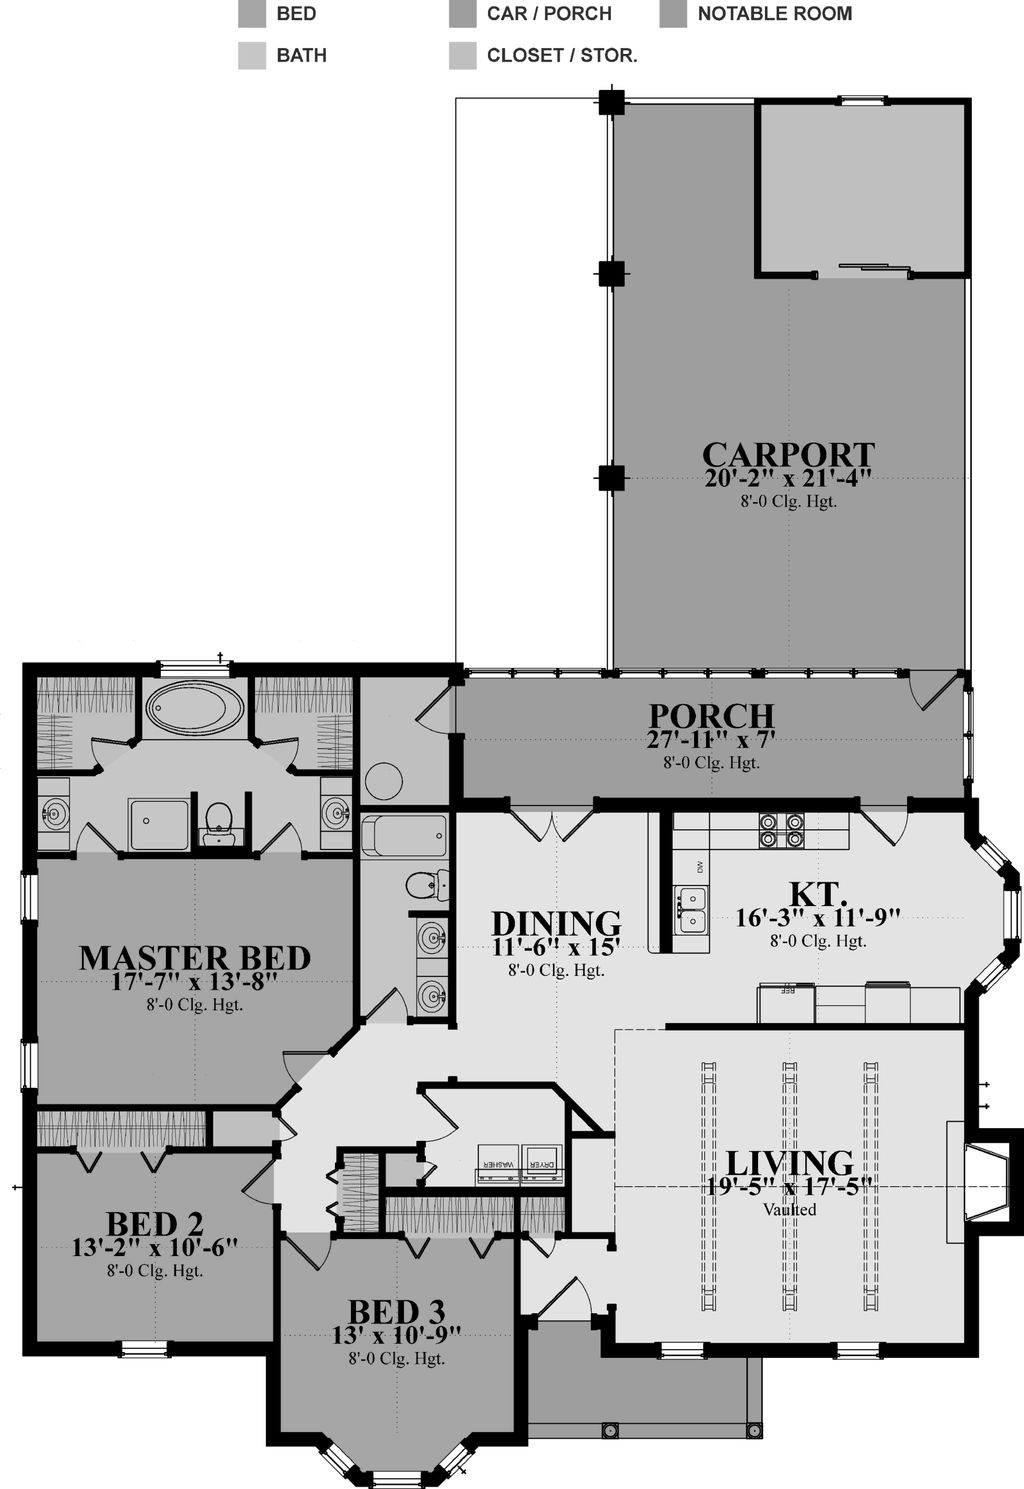 BED
CAR / PORCH
NOTABLE ROOM
BATH
CLOSET / STOR.
CARPORT
20'-2" x 21'-4"
8'-0 Clg. Hgt.
PORCH
27'-11" x 7'
8'-0 Clg. Hgt.
DW
KT.
16'-3" x 11'-9"
8'-0 Clg. Hgt.
DINING
11'-6" x 15'
8'-0 Clg. Hgt.
MASTER BED
17'-7" x 13'-8"
8'-0 Clg. Hgt.
REF
WASHER
DRYER
LIVING
19'-5" x 17'-5"
Vaulted
BED 2
13'-2" x 10'-6"
8'-0 Clg. Hgt.
BED 3
13' x 10'-9"
8'-0 Clg. Hgt.